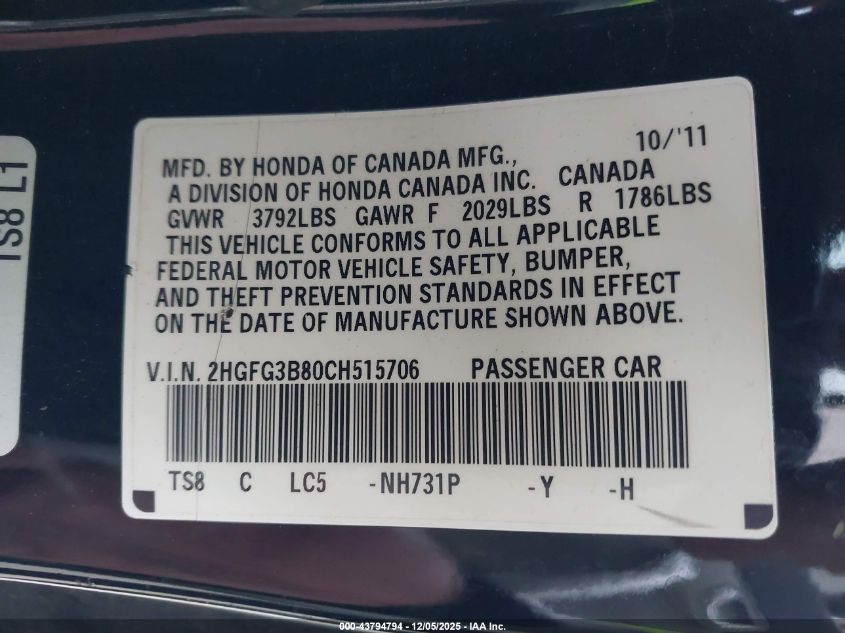 TS8 L1
10/'11
MFD. BY HONDA OF CANADA MFG.,
A DIVISION OF HONDA CANADA INC. CANADA
GVWR 3792LBS GAWR F 2029LBS R 1786LBS
THIS VEHICLE CONFORMS TO ALL APPLICABLE
FEDERAL MOTOR VEHICLE SAFETY, BUMPER,
AND THEFT PREVENTION STANDARDS IN EFFECT
ON THE DATE OF MANUFACTURE SHOWN ABOVE.
V.I.N. 2HGFG3B80CH515706 PASSENGER CAR
TS8 C LC5 -NH731P -Y -H
000-43794794 - 12/05/2025 - IAA Inc.